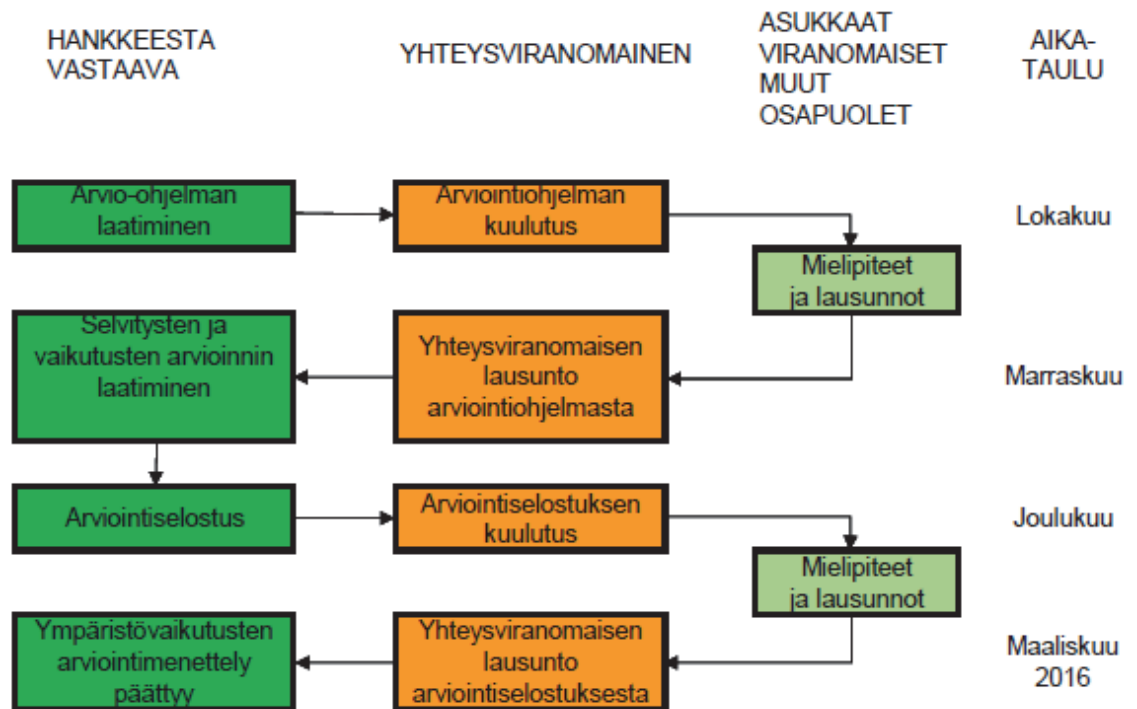 HANKKEESTA
VASTAAVA
YHTEYSVIRANOMAINEN
ASUKKAAT
VIRANOMAISET
MUUT
OSAPUOLET
AIKA-
TAULU
Arvio-ohjelman
laatiminen
Arviointiohjelman
kuulutus
Lokakuu
Mielipiteet
ja lausunnot
Selvitysten ja
vaikutusten arvioinnin
laatiminen
Yhteysviranomaisen
lausunto
arviointiohjelmasta
Marraskuu
Arviointiselostus
Arviointiselostuksen
kuulutus
Joulukuu
Mielipiteet
ja lausunnot
Ympäristövaikutusten
arviointimenettely
päättyy
Yhteysviranomaisen
lausunto
arviointiselostuksesta
Maaliskuu
2016